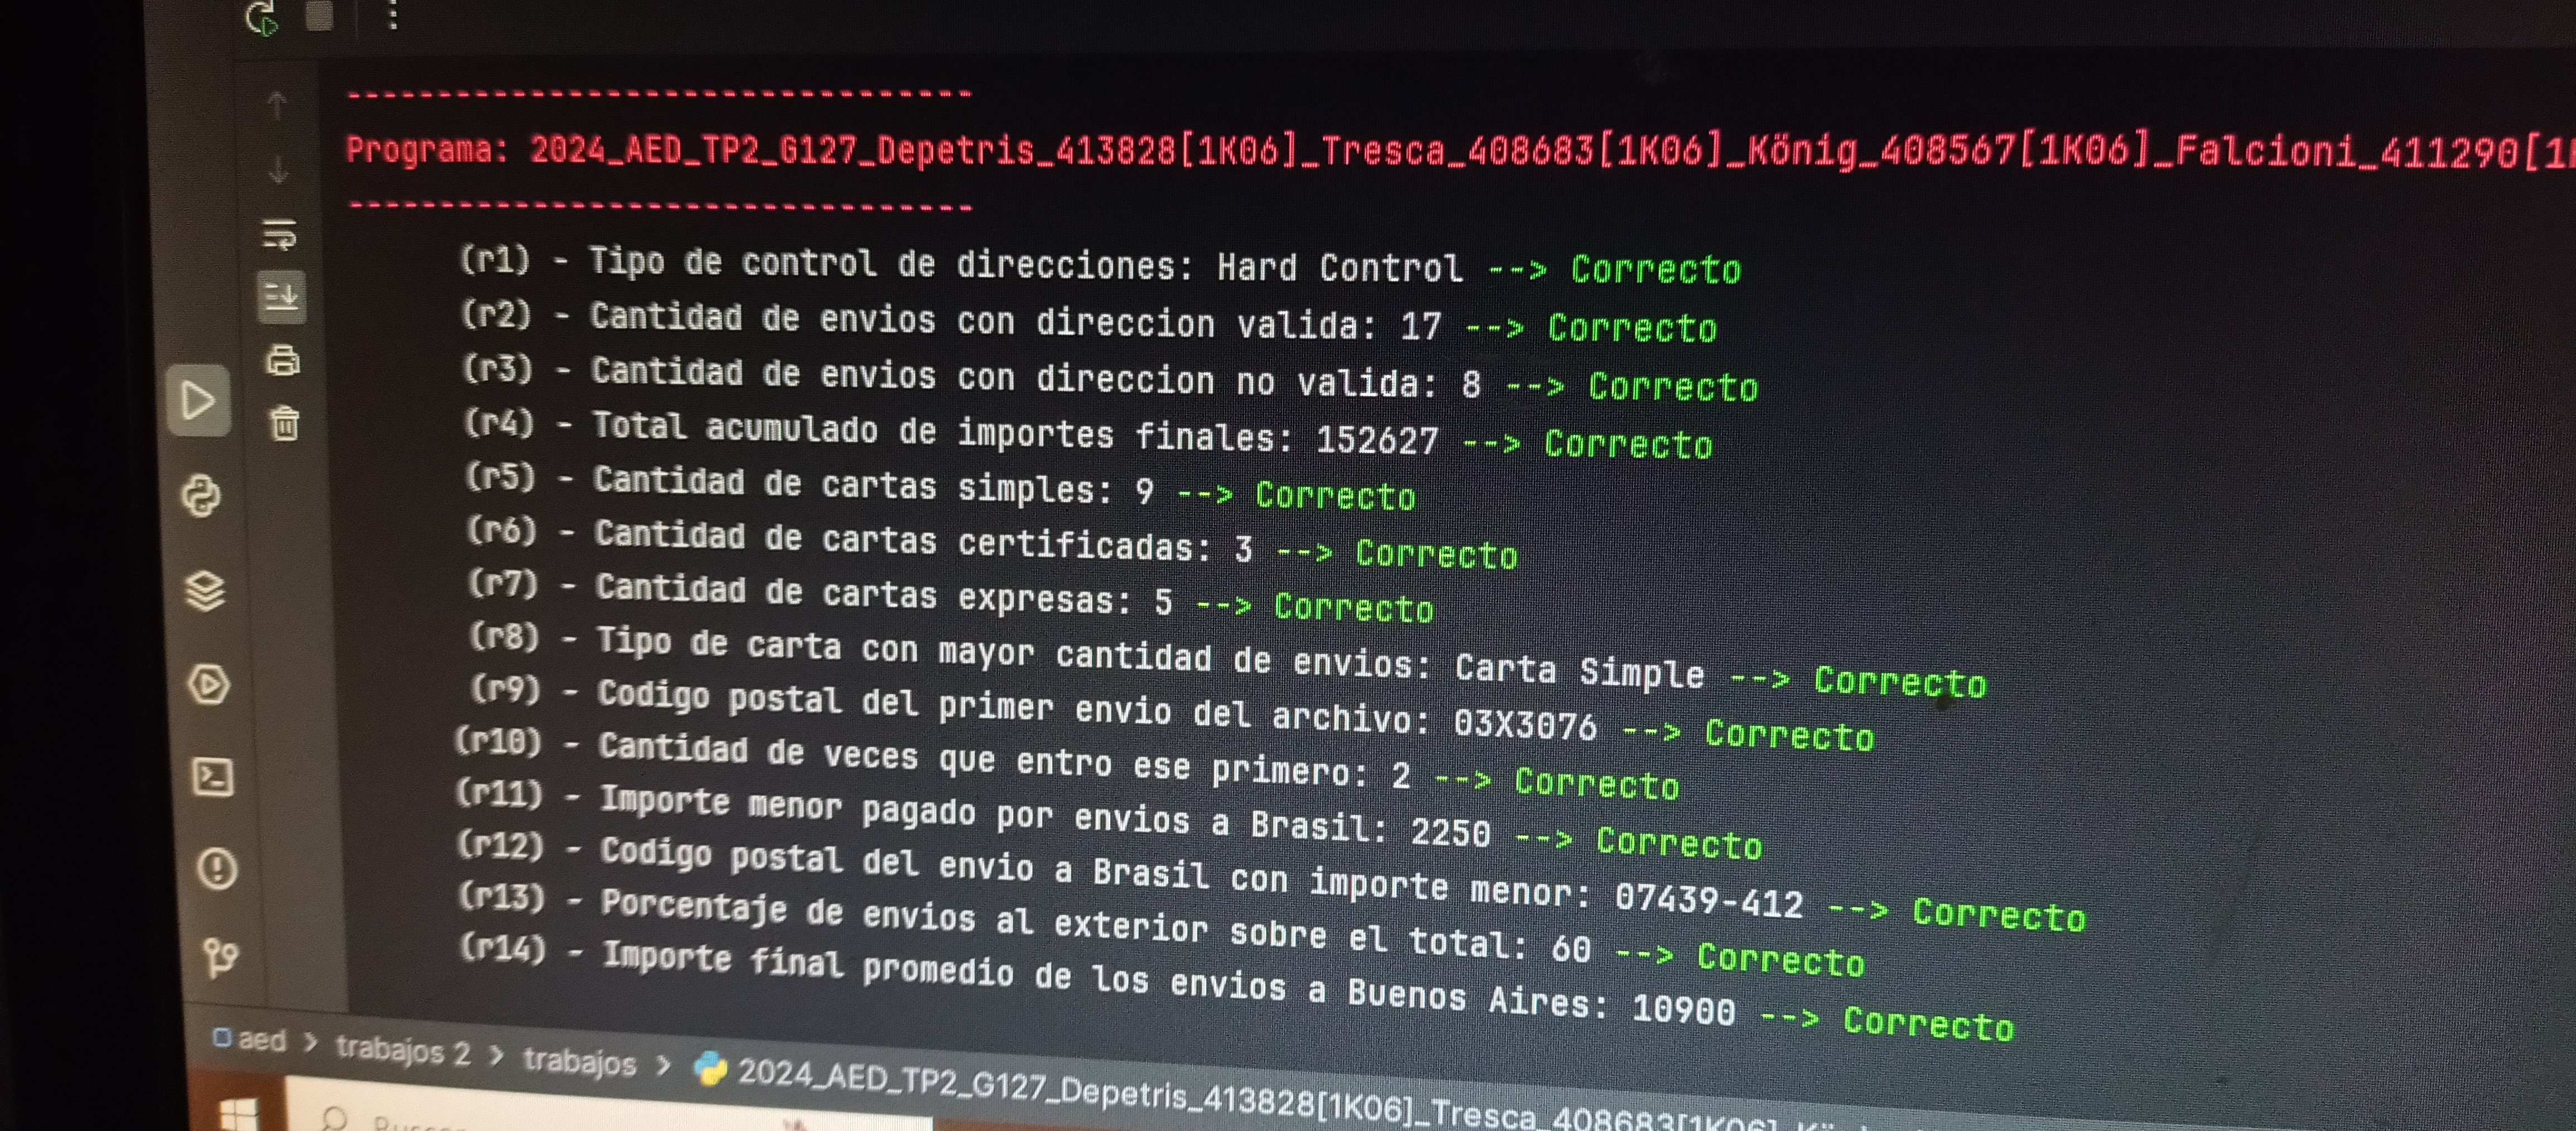 ----------------------------------
Programa: 2024_AED_TP2_G127_Depetris_413828[1K06]_Tresca_408683[1K06]_König_408567[1K06]_Falcioni_411290[1K
----------------------------------
(r1) - Tipo de control de direcciones: Hard Control --> Correcto
(r2) - Cantidad de envios con direccion valida: 17 --> Correcto
(r3) - Cantidad de envios con direccion no valida: 8 --> Correcto
(r4) - Total acumulado de importes finales: 152627 --> Correcto
(r5) - Cantidad de cartas simples: 9 --> Correcto
(r6) - Cantidad de cartas certificadas: 3 --> Correcto
(r7) - Cantidad de cartas expresas: 5 --> Correcto
(r8) - Tipo de carta con mayor cantidad de envios: Carta Simple --> Correcto
(r9) - Codigo postal del primer envio del archivo: 03X3076 --> Correcto
(r10) - Cantidad de veces que entro ese primero: 2 --> Correcto
(r11) - Importe menor pagado por envios a Brasil: 2250 --> Correcto
(r12) - Codigo postal del envio a Brasil con importe menor: 07439-412 --> Correcto
(r13) - Porcentaje de envios al exterior sobre el total: 60 --> Correcto
(r14) - Importe final promedio de los envios a Buenos Aires: 10900 --> Correcto
aed > trabajos 2 > trabajos > 2024_AED_TP2_G127_Depetris_413828[1K06]_Tresca_408683[1K06]